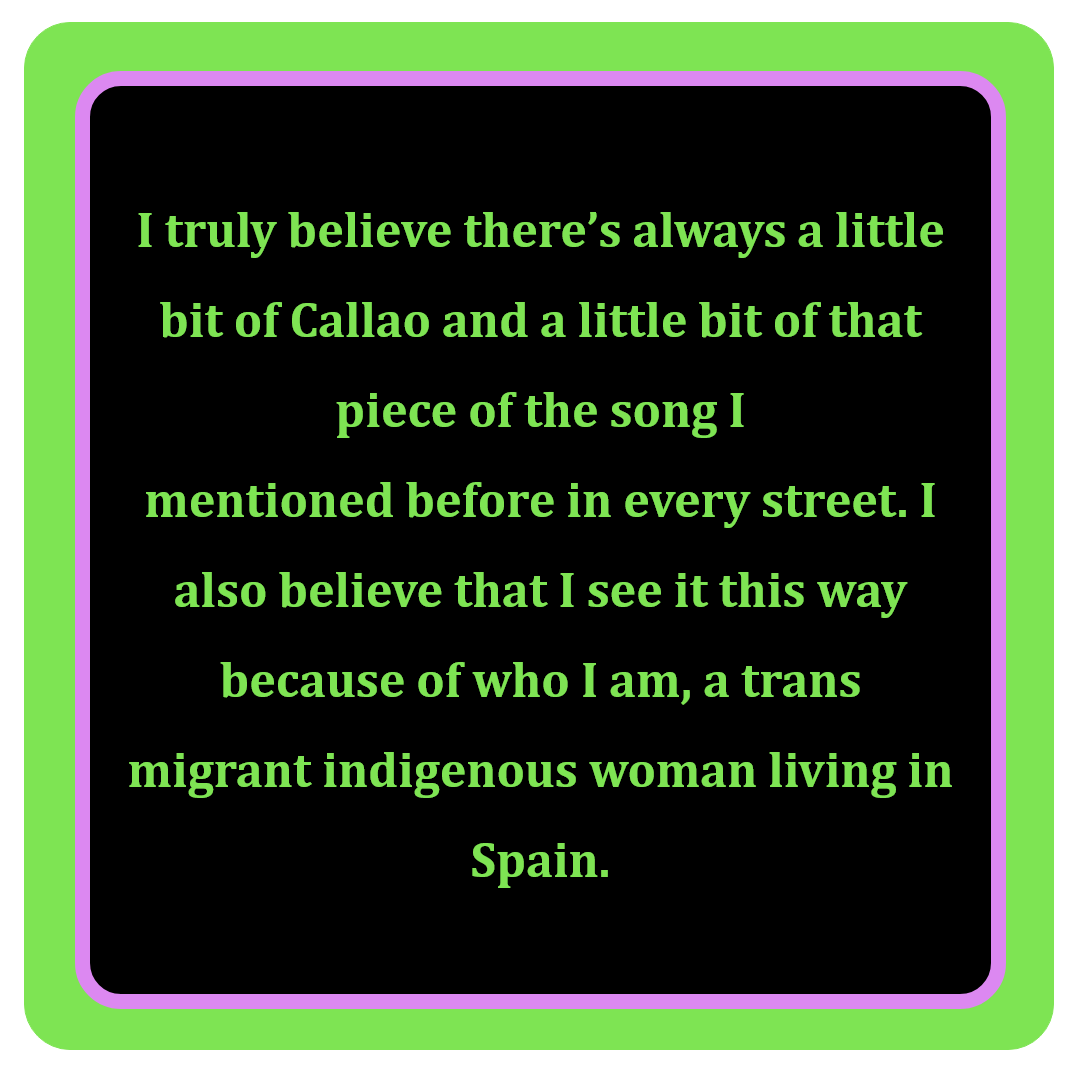 I truly believe there’s always a little
bit of Callao and a little bit of that
piece of the song I
mentioned before in every street. I
also believe that I see it this way
because of who I am, a trans
migrant indigenous woman living in
Spain.